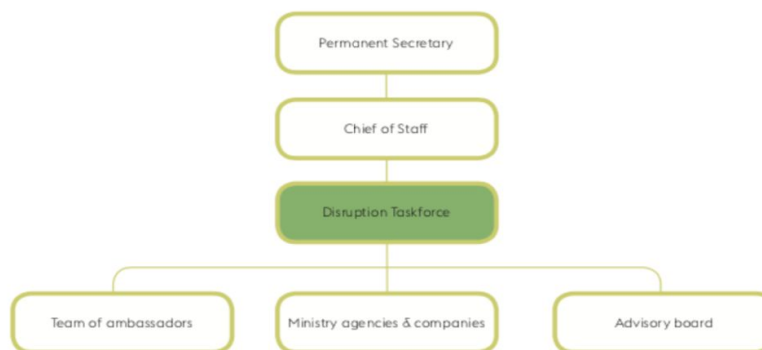 Permanent Secretary
Chief of Staff
Disruption Taskforce
Team of ambassadors
Ministry agencies & companies
Advisory board